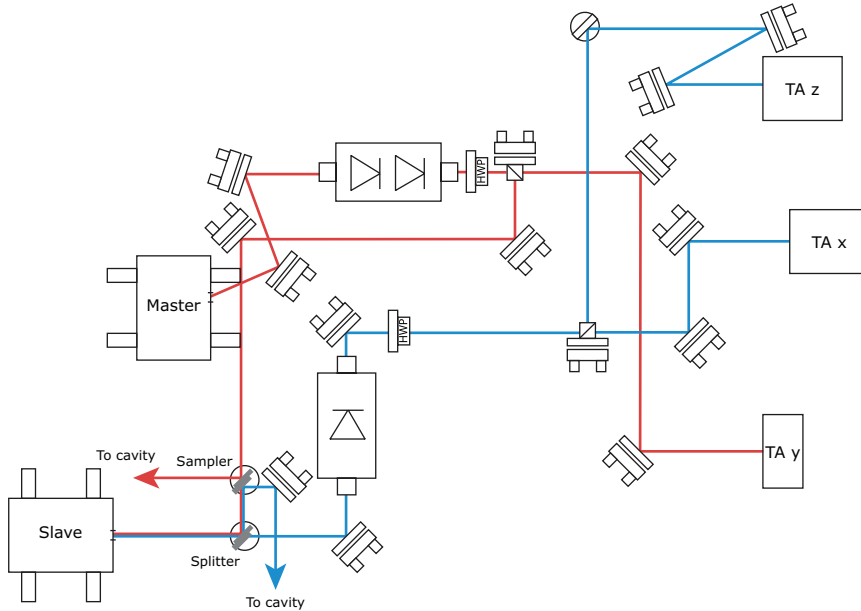 TA z
HWP
TA x
Master
HWP
To cavity
Sampler
TA y
Slave
Splitter
To cavity